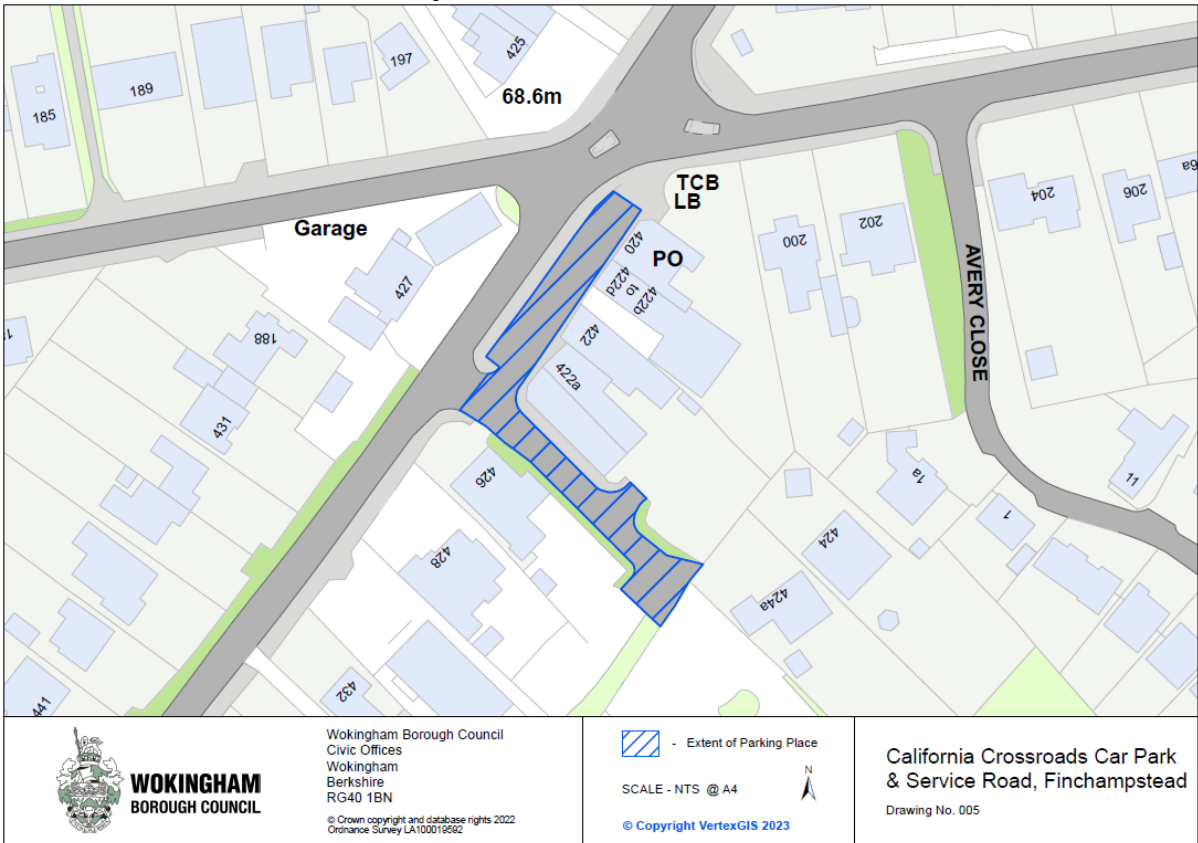 425
197
189
185
68.6m
TCB
LB
6a
204
206
202
200
Garage
420
PO
427
422d
to
422b
AVERY CLOSE
422
188
422a
431
426
1a
11
1
424
428
424a
432
441
WOKINGHAM
BOROUGH COUNCIL
Wokingham Borough Council
Civic Offices
Wokingham
Berkshire
RG40 1BN
© Crown copyright and database rights 2022
Ordnance Survey LA100019592
- Extent of Parking Place
SCALE - NTS @ A4
N
© Copyright VertexGIS 2023
California Crossroads Car Park
& Service Road, Finchampstead
Drawing No. 005